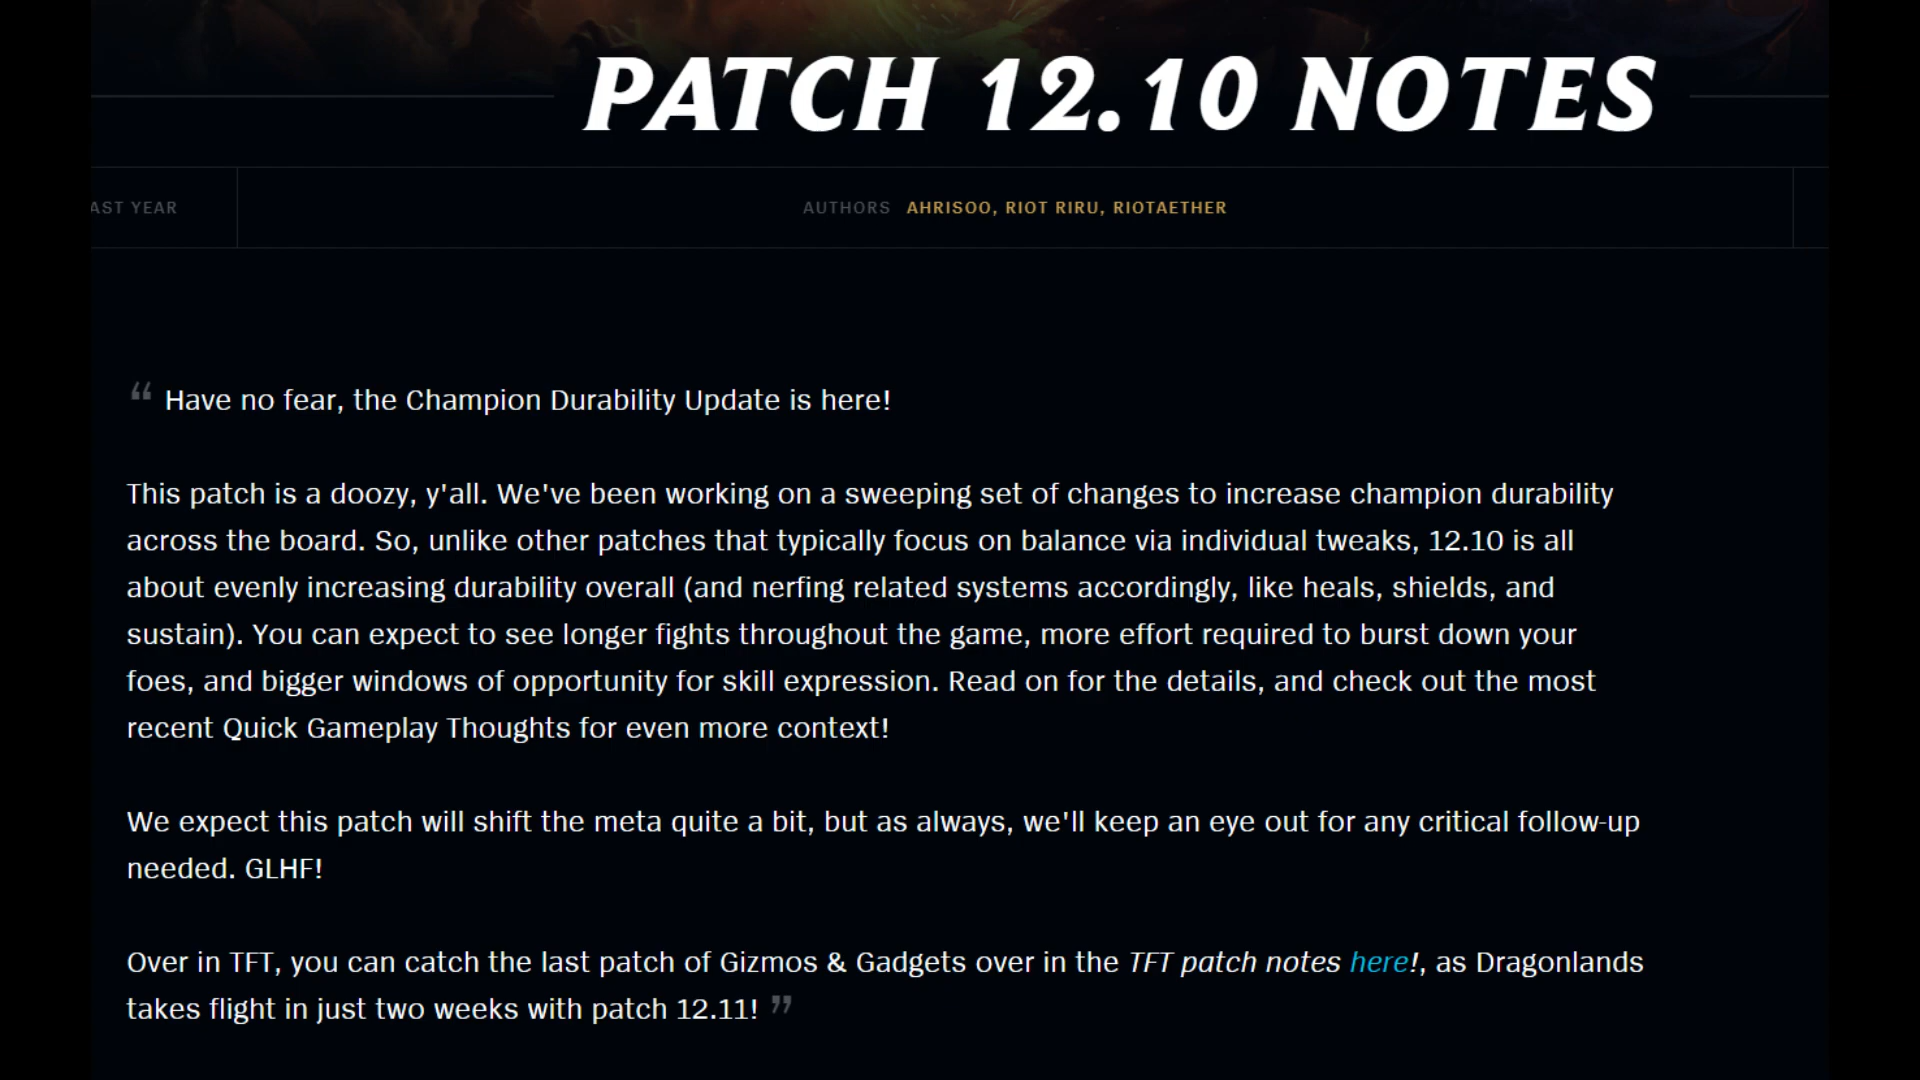 PATCH 12.10 NOTES
AST YEAR
AUTHORS AHRISOO, RIOT RIRU, RIOTAETHER
“ Have no fear, the Champion Durability Update is here!
This patch is a doozy, y'all. We've been working on a sweeping set of changes to increase champion durability
across the board. So, unlike other patches that typically focus on balance via individual tweaks, 12.10 is all
about evenly increasing durability overall (and nerfing related systems accordingly, like heals, shields, and
sustain). You can expect to see longer fights throughout the game, more effort required to burst down your
foes, and bigger windows of opportunity for skill expression. Read on for the details, and check out the most
recent Quick Gameplay Thoughts for even more context!
We expect this patch will shift the meta quite a bit, but as always, we'll keep an eye out for any critical follow-up
needed. GLHF!
Over in TFT, you can catch the last patch of Gizmos & Gadgets over in the TFT patch notes here!, as Dragonlands
takes flight in just two weeks with patch 12.11! ”